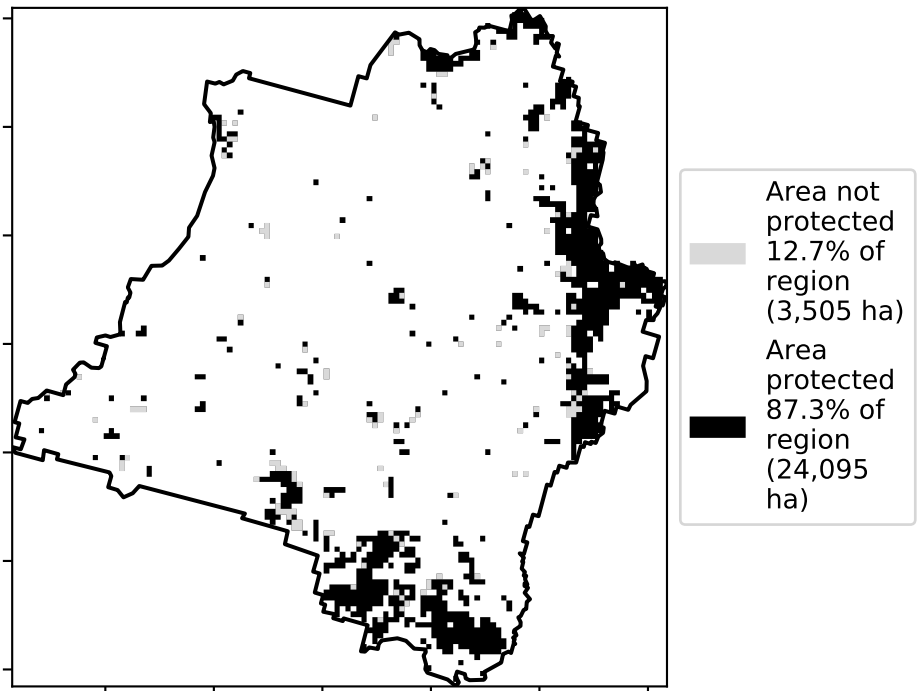 Area not
protected
12.7% of
region
(3,505 ha)
Area
protected
87.3% of
region
(24,095
ha)